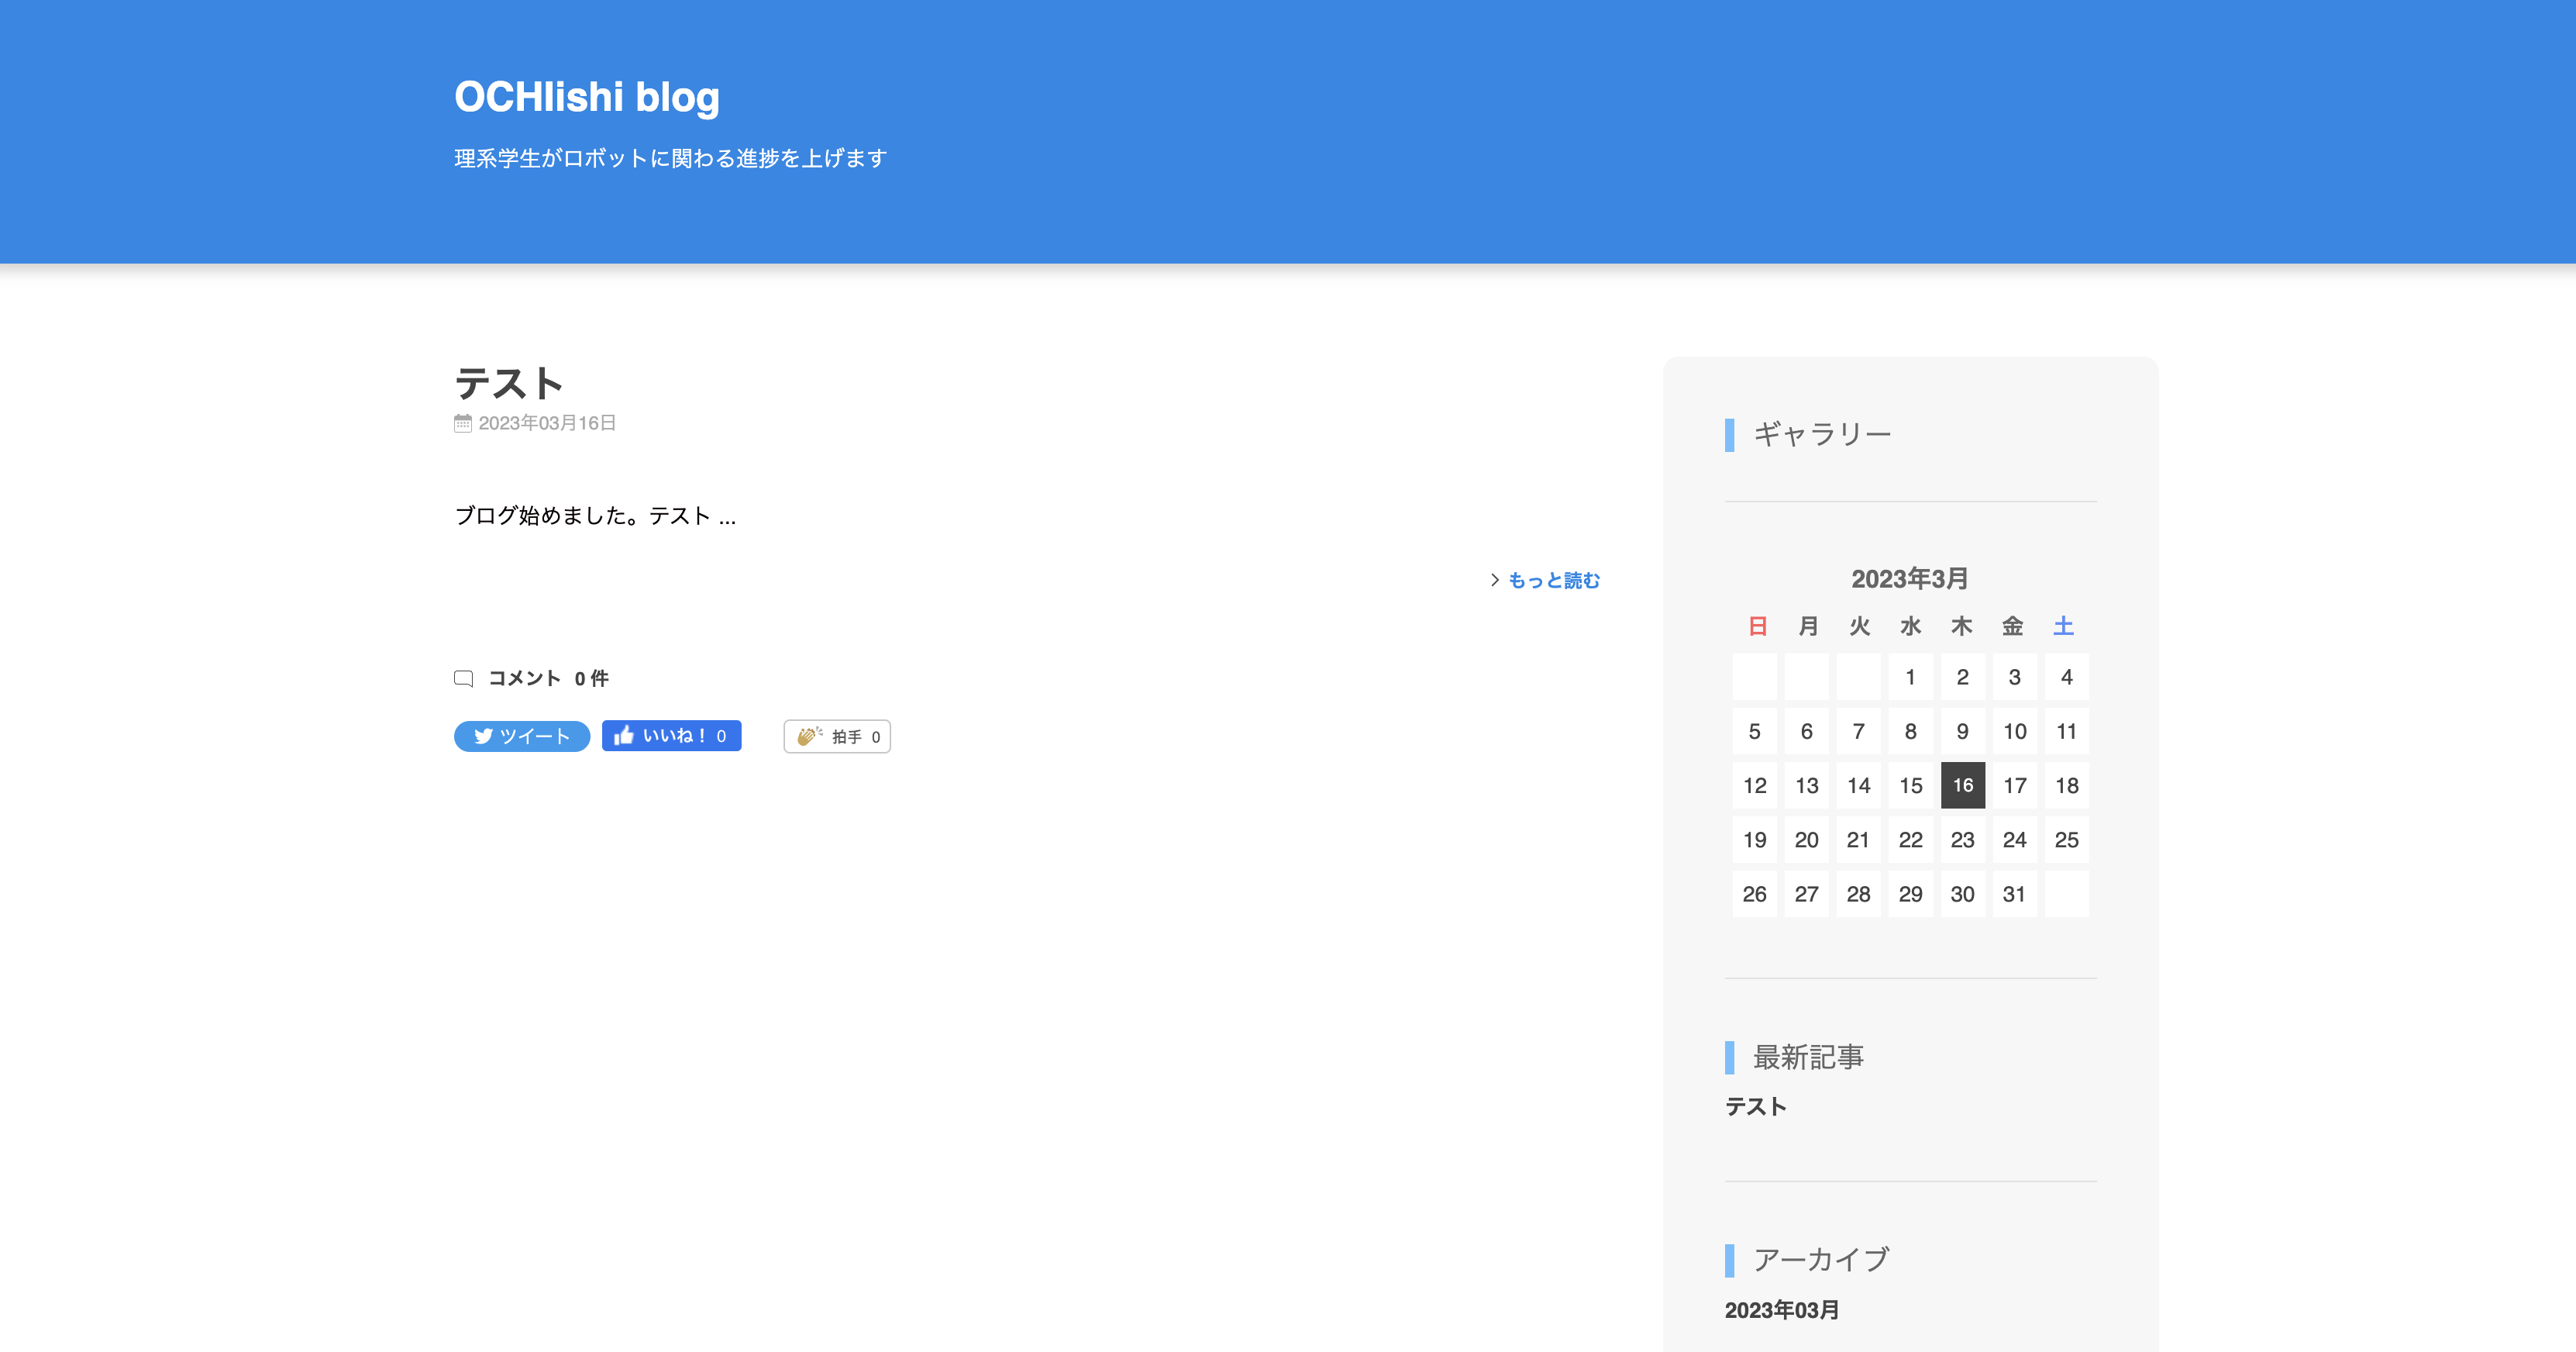 OCHIishi blog
理系学生がロボットに関わる進捗を上げます
テスト
2023年03月16日
ブログ始めました。テスト ...
もっと読む
コメント 0 件
ツイート
いいね！ 0
拍手 0
ギャラリー
2023年3月
日 月 火 水 木 金 土
1 2 3 4
5 6 7 8 9 10 11
12 13 14 15 16 17 18
19 20 21 22 23 24 25
26 27 28 29 30 31
最新記事
テスト
アーカイブ
2023年03月